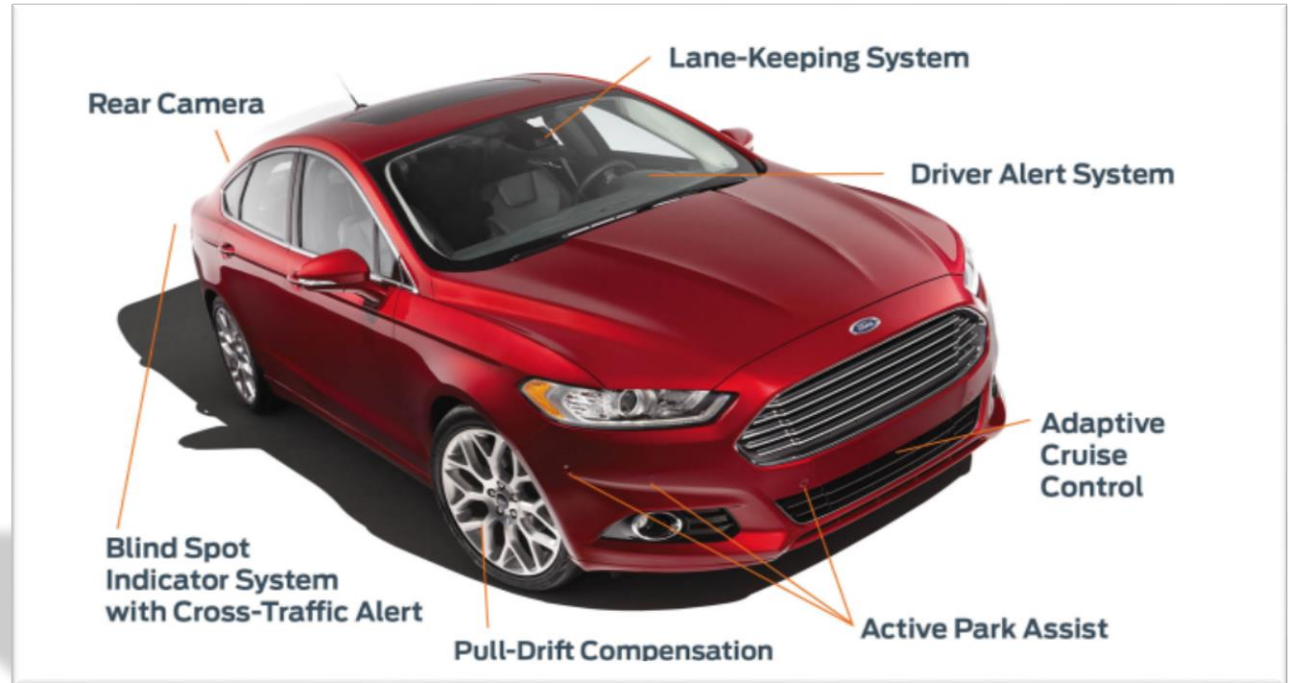 Lane-Keeping System
Rear Camera
Driver Alert System
Adaptive
Cruise
Control
Blind Spot
Indicator System
with Cross-Traffic Alert
Active Park Assist
Pull-Drift Compensation
Ford